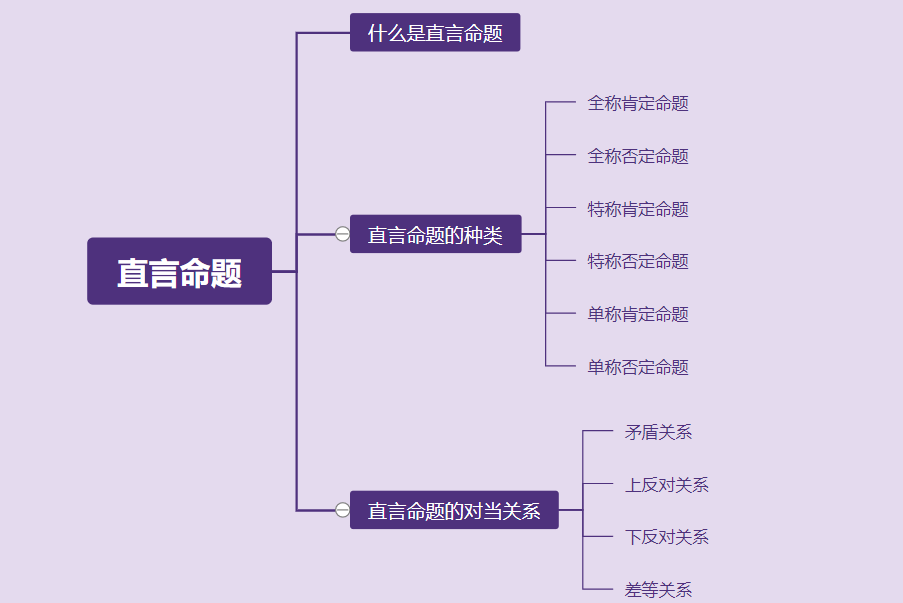 什么是直言命题
全称肯定命题
全称否定命题
特称肯定命题
直言命题的种类
特称否定命题
直言命题
单称肯定命题
单称否定命题
矛盾关系
上反对关系
直言命题的对当关系
下反对关系
差等关系